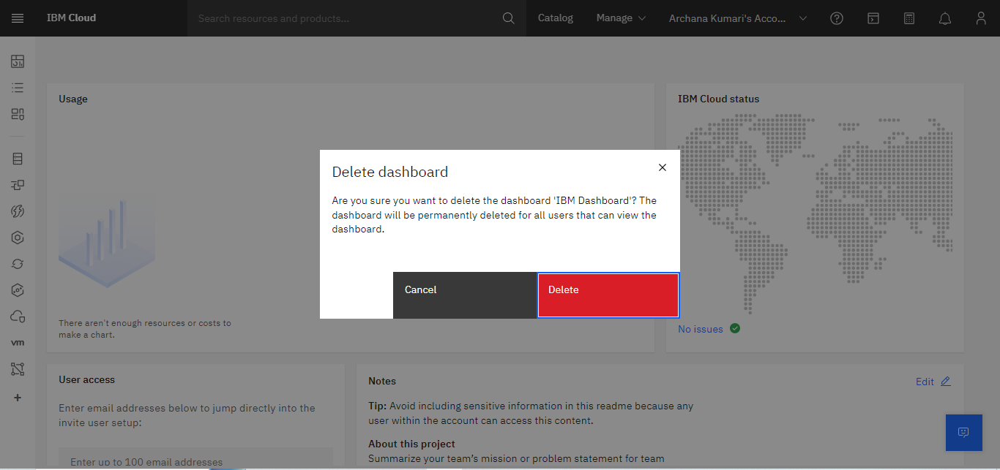 IBM Cloud
Search resources and products...
Catalog
Manage
Archana Kumari's Acco...
Usage
There aren't enough resources or costs to
make a chart.
IBM Cloud status
No issues
Delete dashboard
Are you sure you want to delete the dashboard 'IBM Dashboard'? The
dashboard will be permanently deleted for all users that can view the
dashboard.
Cancel
Delete
vm
User access
Enter email addresses below to jump directly into the
invite user setup:
Enter up to 100 email addresses
Notes
Edit
Tip: Avoid including sensitive information in this readme because any
user within the account can access this content.
About this project
Summarize your team’s mission or problem statement for team